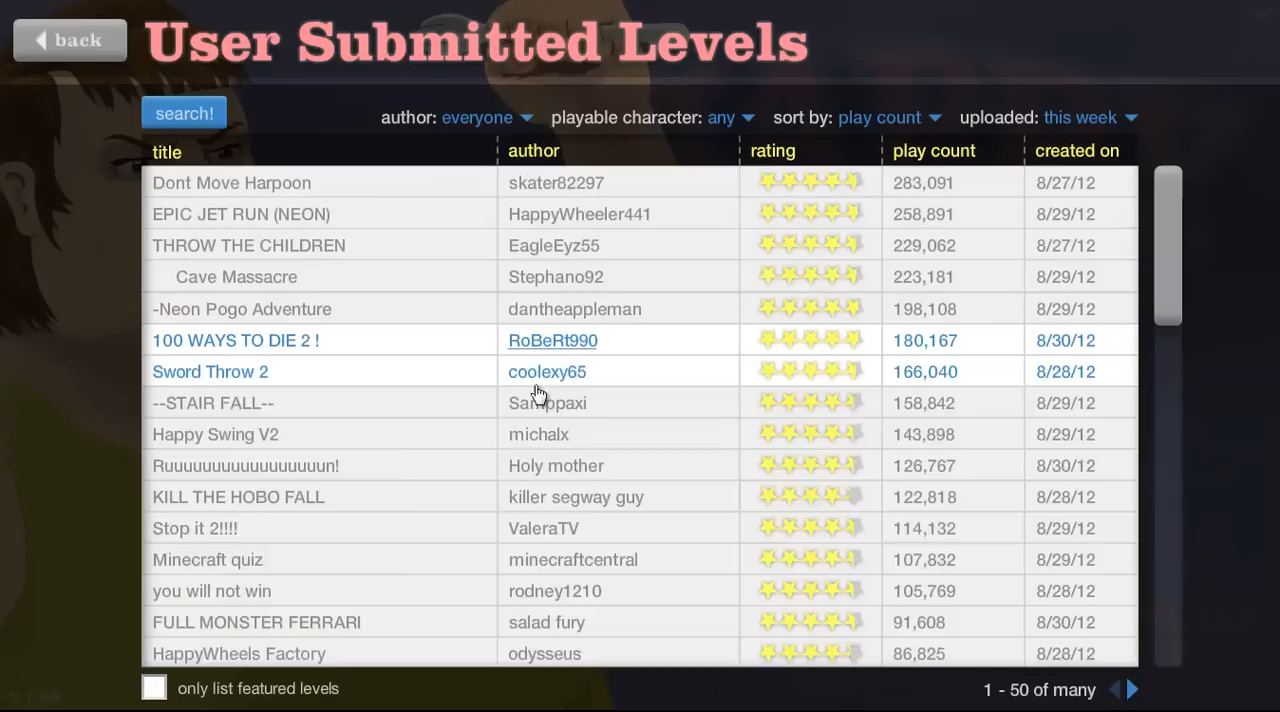 back
User Submitted Levels
search!
author: everyone playable character: any sort by: play count uploaded: this week
title author rating play count created on
Dont Move Harpoon skater82297 283,091 8/27/12
EPIC JET RUN (NEON) HappyWheeler441 258,891 8/29/12
THROW THE CHILDREN EagleEyz55 229,062 8/27/12
Cave Massacre Stephano92 223,181 8/29/12
-Neon Pogo Adventure dantheappleman 198,108 8/29/12
100 WAYS TO DIE 2 ! RoBeRt990 180,167 8/30/12
Sword Throw 2 coolexy65 166,040 8/28/12
--STAIR FALL-- 158,842 8/29/12
Happy Swing V2 michalx 143,898 8/29/12
Ruuuuuuuuuuuuuuuun! Holy mother 126,767 8/30/12
KILL THE HOBO FALL killer segway guy 122,818 8/28/12
Stop it 2!!!! ValeraTV 114,132 8/29/12
Minecraft quiz minecraftcentral 107,832 8/29/12
you will not win rodney1210 105,769 8/28/12
FULL MONSTER FERRARI salad fury 91,608 8/30/12
HappyWheels Factory odysseus 86,825 8/28/12
only list featured levels 1 - 50 of many